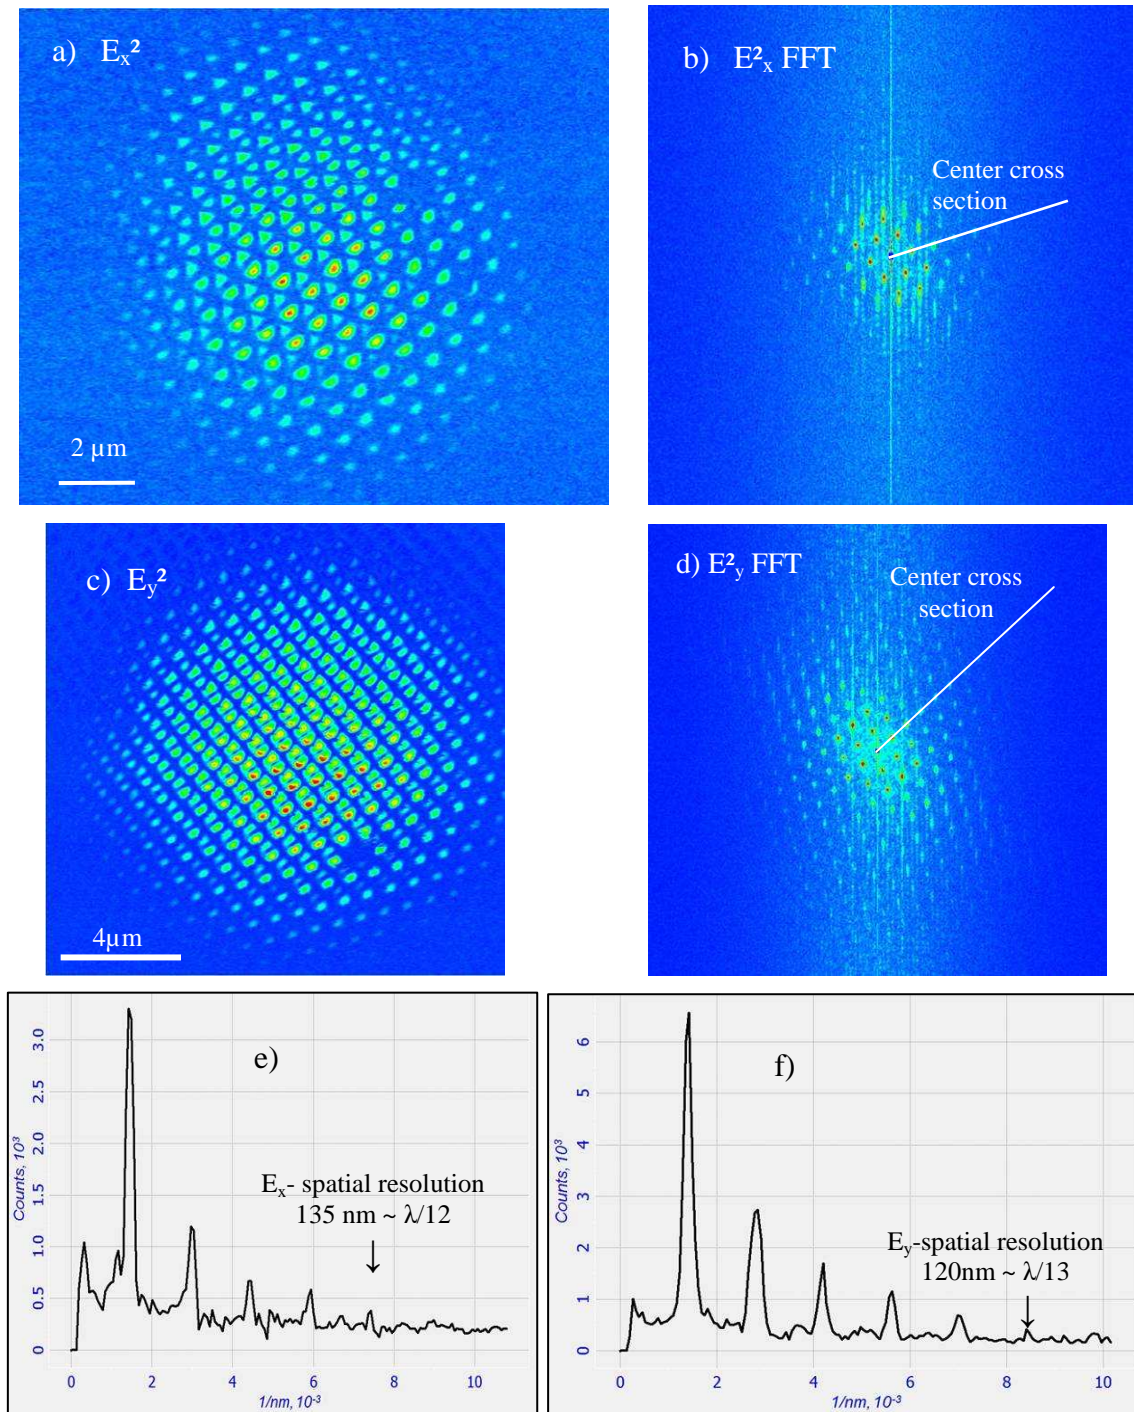 a) Eₓ²
b) E²ₓ FFT
Center cross
section
2 µm
c) E_y²
d) E²_y FFT
Center cross
section
4µm
e)
3.0
2.5
2.0
1.5
1.0
0.5
0
Counts, 10³
Eₓ- spatial resolution
135 nm ~ λ/12
0 2 4 6 8 10
1/nm, 10⁻³
f)
6
5
4
3
2
1
0
Counts, 10³
E_y-spatial resolution
120nm ~ λ/13
0 2 4 6 8 10
1/nm, 10⁻³